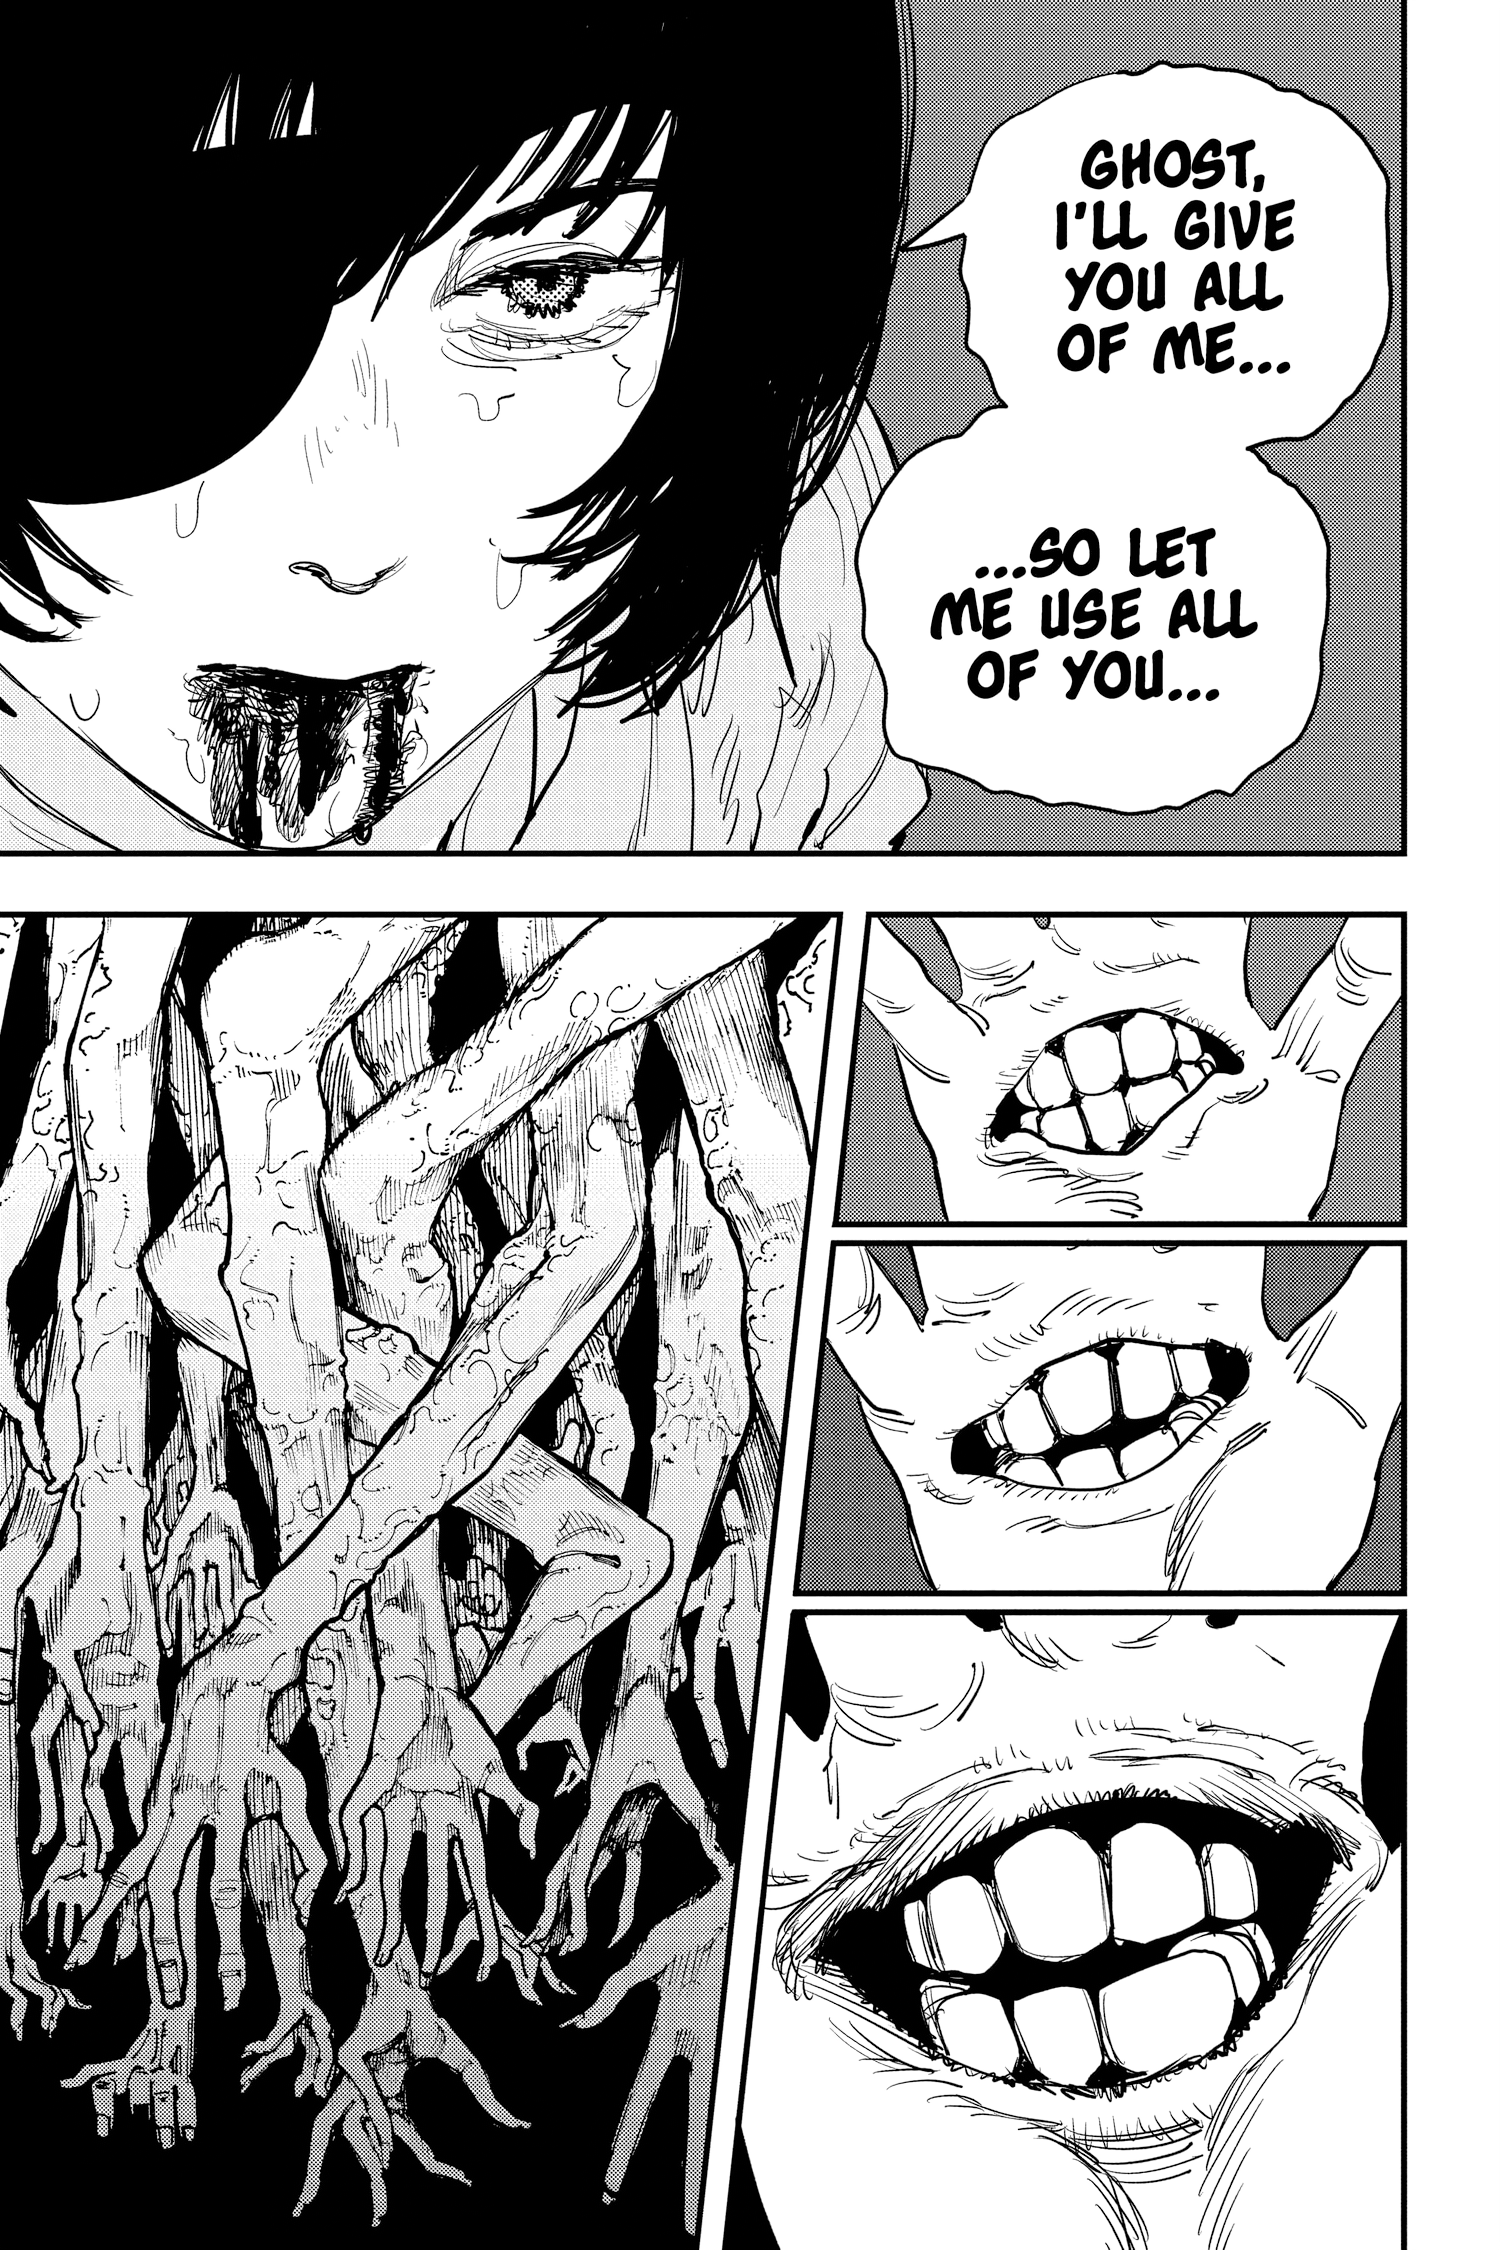 GHOST,
I'LL GIVE
YOU ALL
OF ME...
...SO LET
ME USE ALL
OF YOU...